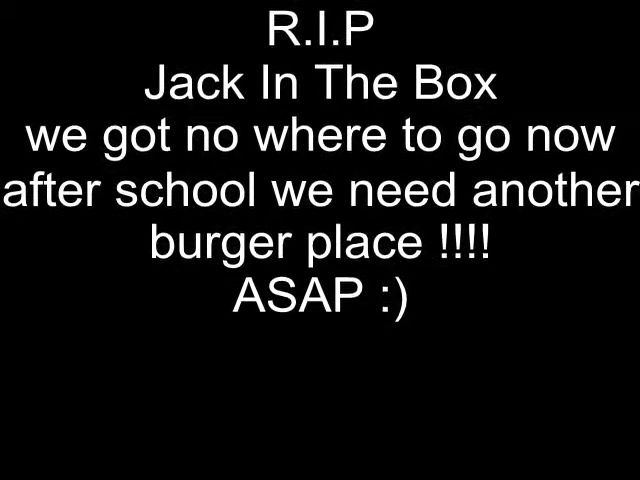 R.I.P
Jack In The Box
we got no where to go now
after school we need another
burger place !!!!
ASAP :)